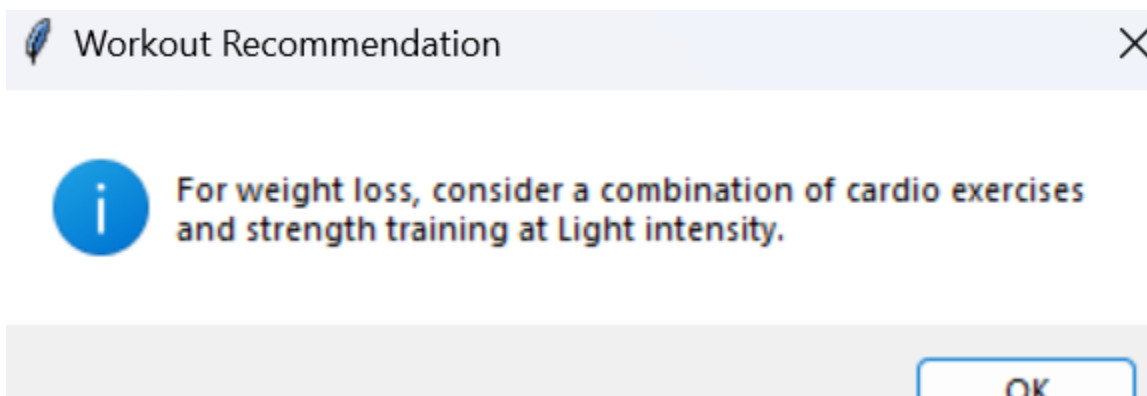 Workout Recommendation
For weight loss, consider a combination of cardio exercises
and strength training at Light intensity.
OK